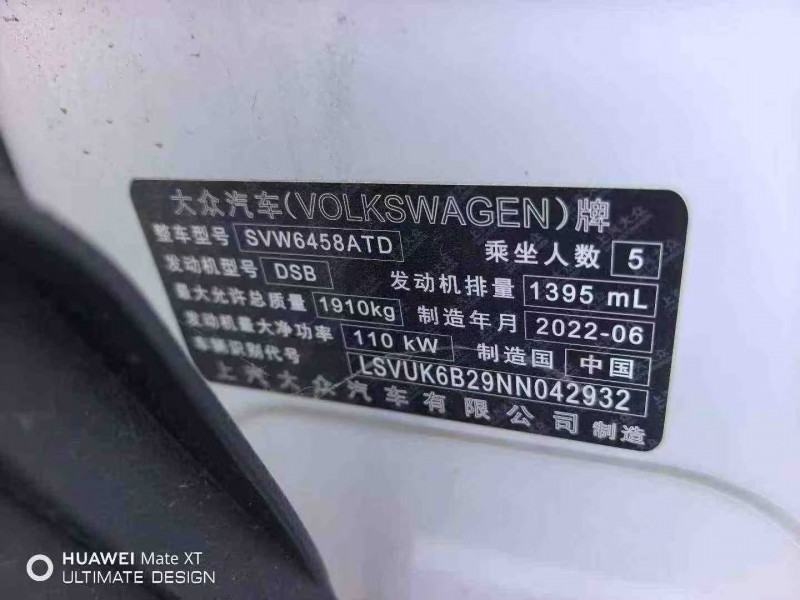 大众汽车(VOLKSWAGEN)牌
整车型号 SVW6458ATD 乘坐人数 5
发动机型号 DSB 发动机排量 1395 mL
最大允许总质量 1910kg 制造年月 2022-06
发动机最大净功率 110 kW 制造国 中国
车辆识别代号 LSVUK6B29NN042932
上汽大众汽车有限公司 制造
HUAWEI Mate XT
ULTIMATE DESIGN